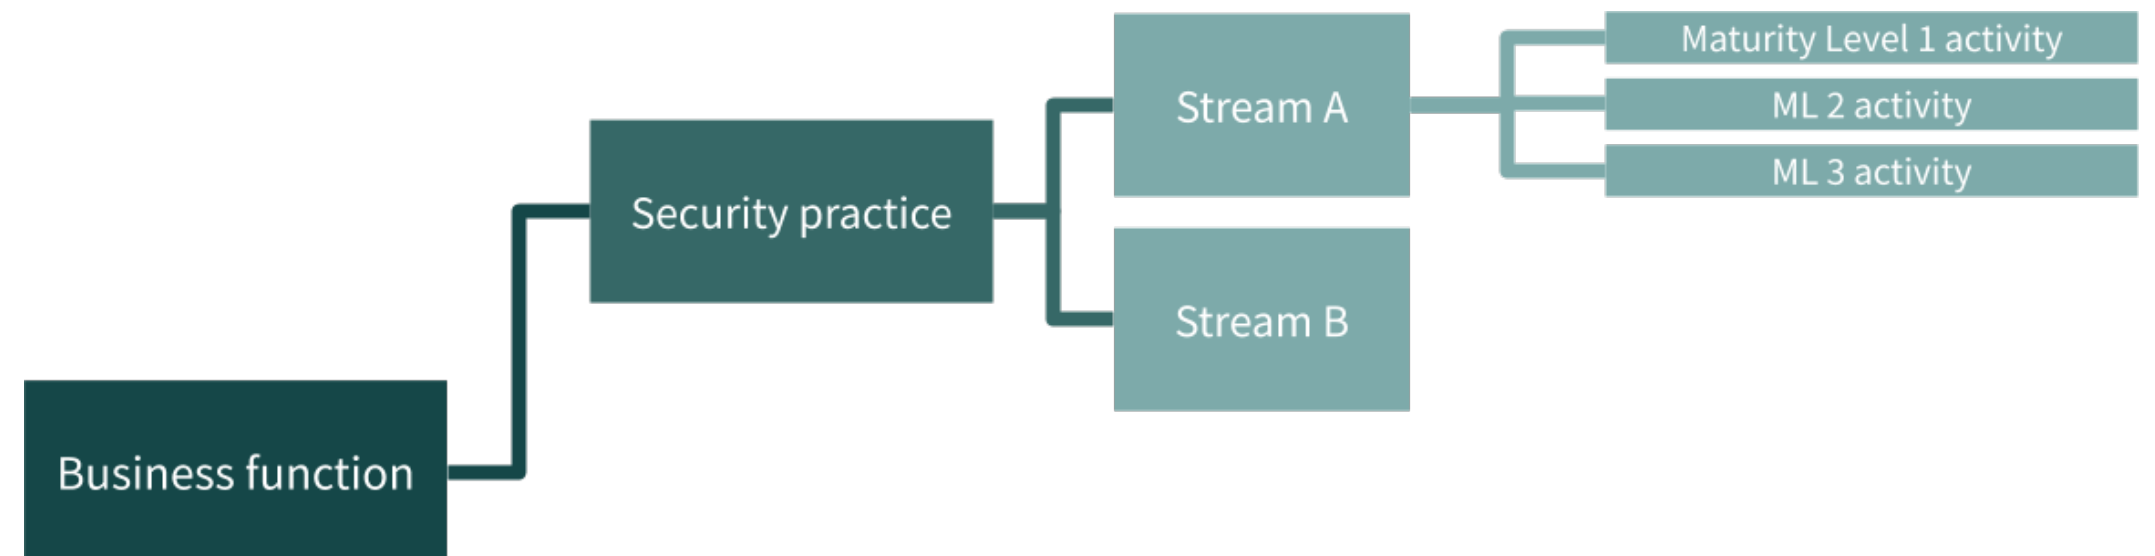 Maturity Level 1 activity
Stream A
ML 2 activity
ML 3 activity
Security practice
Stream B
Business function